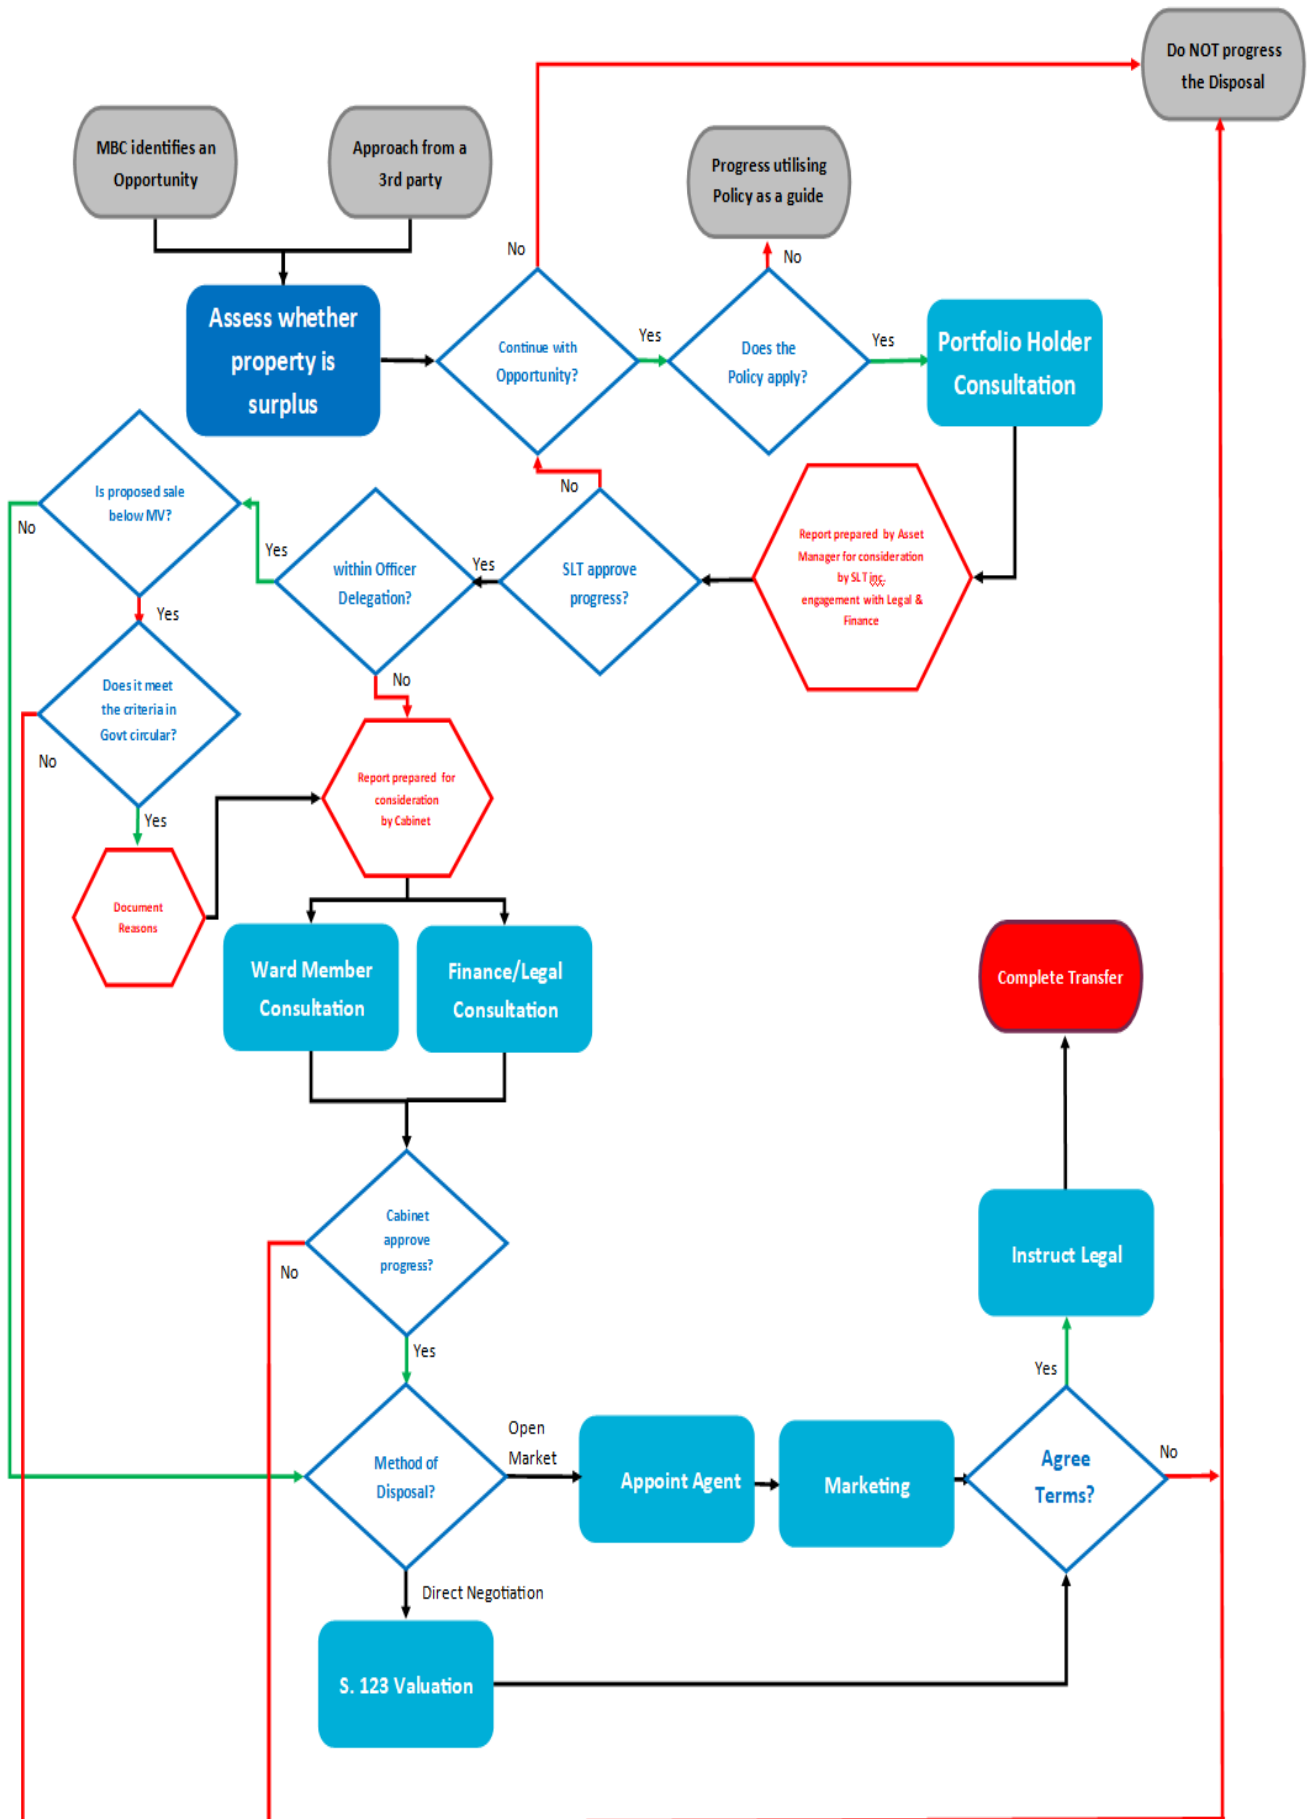 Do NOT progress
the Disposal
MBC identifies an
Opportunity
Approach from a
3rd party
Progress utilising
Policy as a guide
No
No
Assess whether
property is
surplus
Continue with
Opportunity?
Yes
Does the
Policy apply?
Yes
Portfolio Holder
Consultation
Is proposed sale
below MV?
No
Yes
Yes
within Officer
Delegation?
Yes
SLT approve
progress?
No
Report prepared by Asset
Manager for consideration
by SLT inc.
engagement with Legal &
Finance
Does it meet
the criteria in
Govt circular?
No
No
Report prepared for
consideration
by Cabinet
Yes
Document
Reasons
Ward Member
Consultation
Finance/Legal
Consultation
Complete Transfer
Cabinet
approve
progress?
No
Instruct Legal
Yes
Yes
Method of
Disposal?
Open
Market
Appoint Agent
Marketing
Agree
Terms?
No
Direct Negotiation
S. 123 Valuation